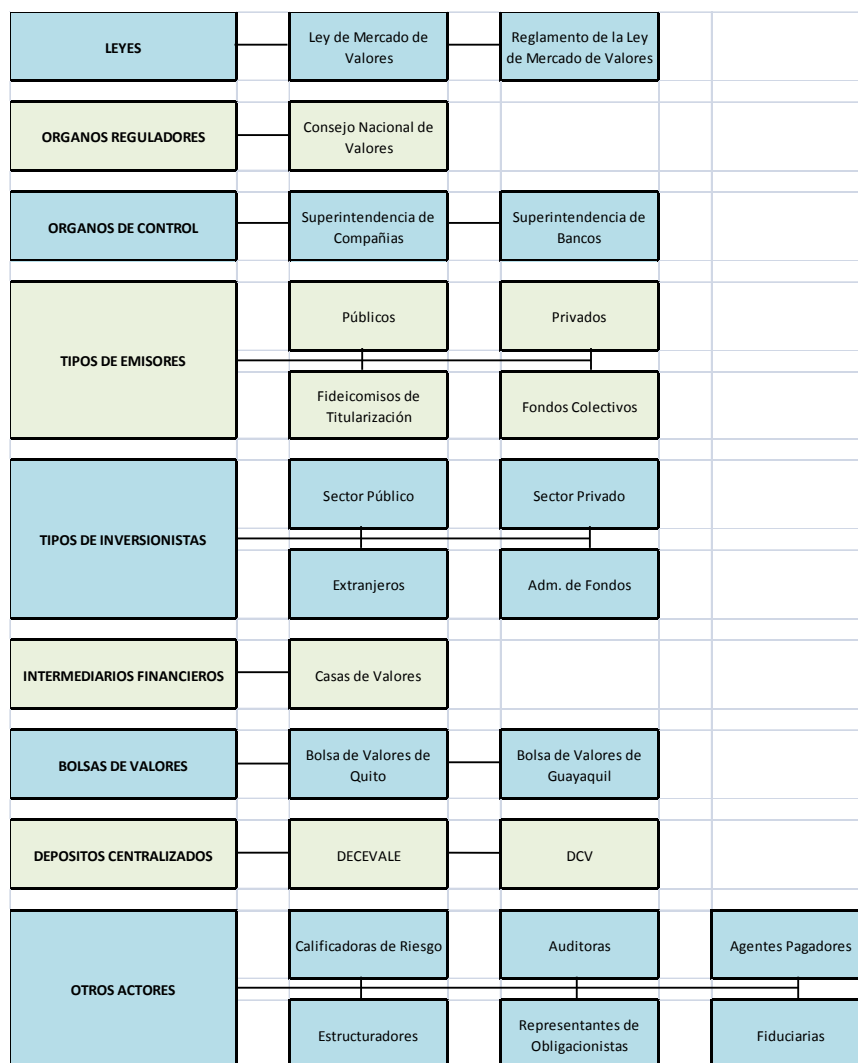 LEYES
Ley de Mercado de
Valores
Reglamento de la Ley
de Mercado de Valores
ORGANOS REGULADORES
Consejo Nacional de
Valores
ORGANOS DE CONTROL
Superintendencia de
Compañias
Superintendencia de
Bancos
TIPOS DE EMISORES
Públicos
Privados
Fideicomisos de
Titularización
Fondos Colectivos
TIPOS DE INVERSIONISTAS
Sector Público
Sector Privado
Extranjeros
Adm. de Fondos
INTERMEDIARIOS FINANCIEROS
Casas de Valores
BOLSAS DE VALORES
Bolsa de Valores de
Quito
Bolsa de Valores de
Guayaquil
DEPOSITOS CENTRALIZADOS
DECEVALE
DCV
OTROS ACTORES
Calificadoras de Riesgo
Auditoras
Agentes Pagadores
Estructuradores
Representantes de
Obligacionistas
Fiduciarias